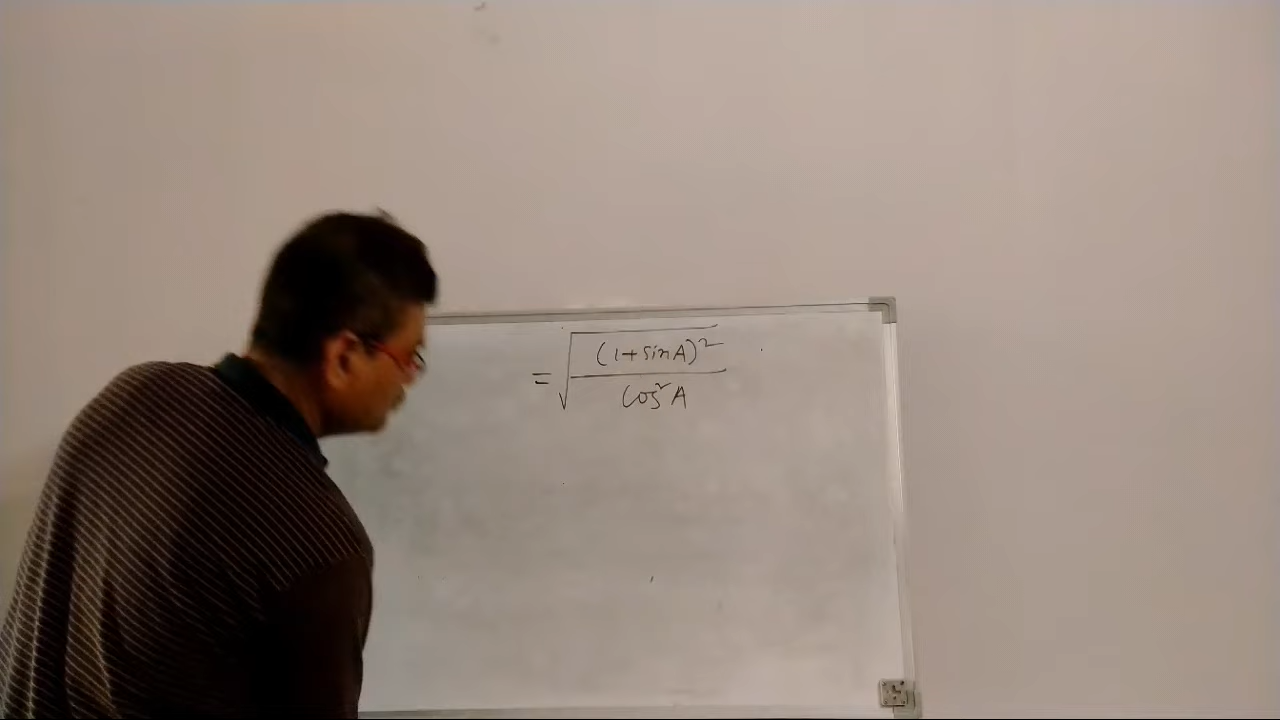 = √((1+sinA)²
cos²A)